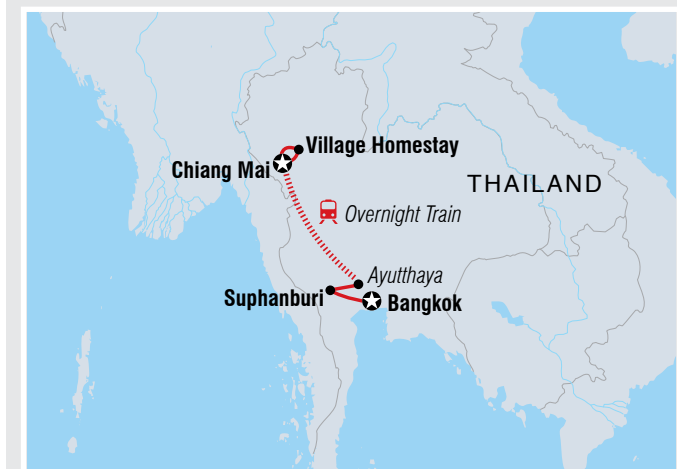 Village Homestay
Chiang Mai
THAILAND
Overnight Train
Ayutthaya
Suphanburi
Bangkok